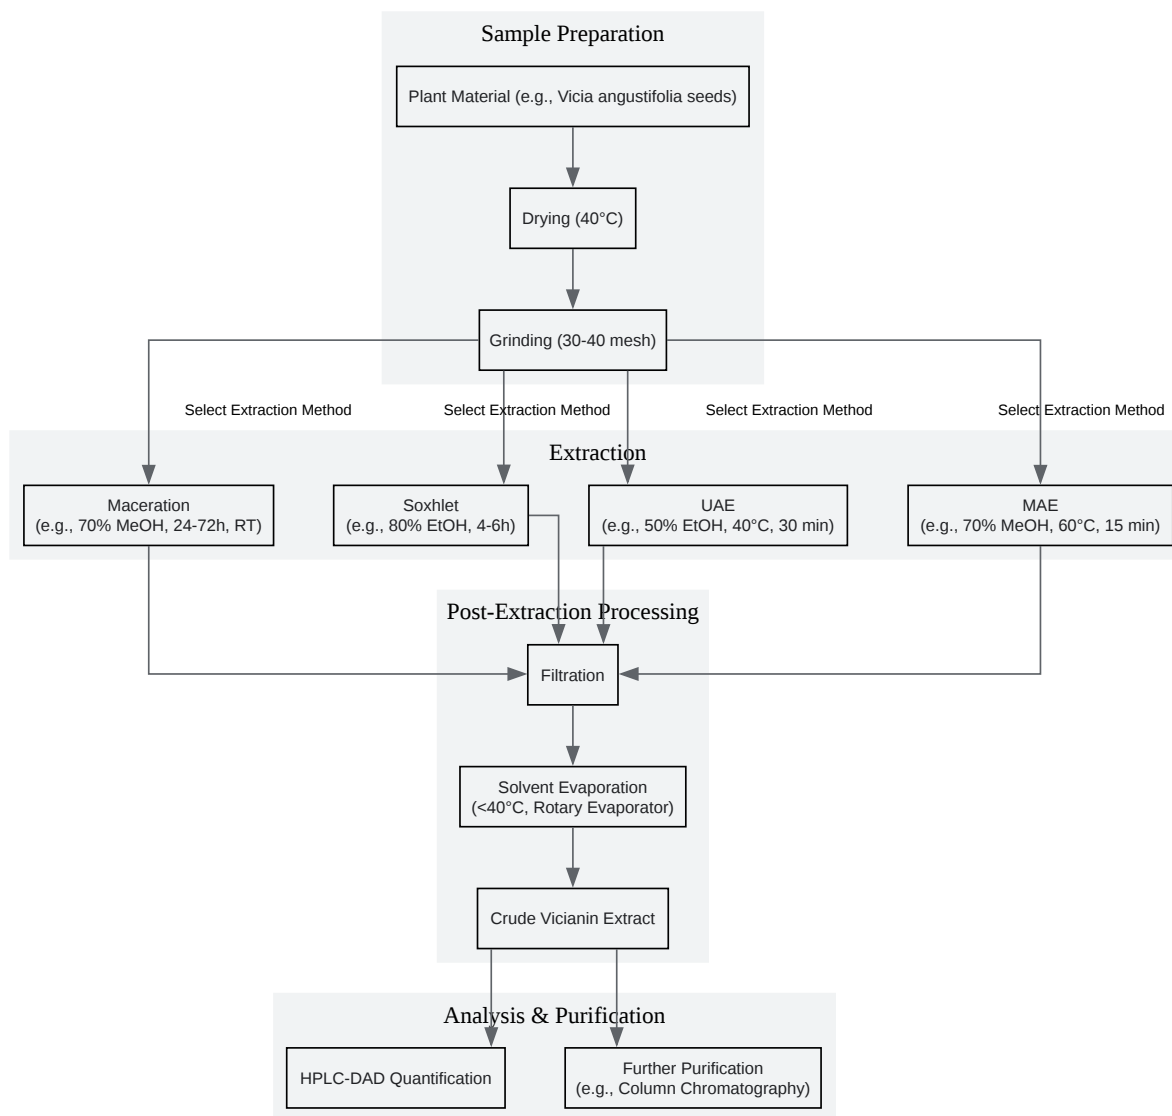 Sample Preparation
Plant Material (e.g., Vicia angustifolia seeds)
Drying (40°C)
Grinding (30-40 mesh)
Select Extraction Method
Select Extraction Method
Select Extraction Method
Select Extraction Method
Extraction
Maceration
(e.g., 70% MeOH, 24-72h, RT)
Soxhlet
(e.g., 80% EtOH, 4-6h)
UAE
(e.g., 50% EtOH, 40°C, 30 min)
MAE
(e.g., 70% MeOH, 60°C, 15 min)
Post-Extraction Processing
Filtration
Solvent Evaporation
(<40°C, Rotary Evaporator)
Crude Vicianin Extract
Analysis & Purification
HPLC-DAD Quantification
Further Purification
(e.g., Column Chromatography)